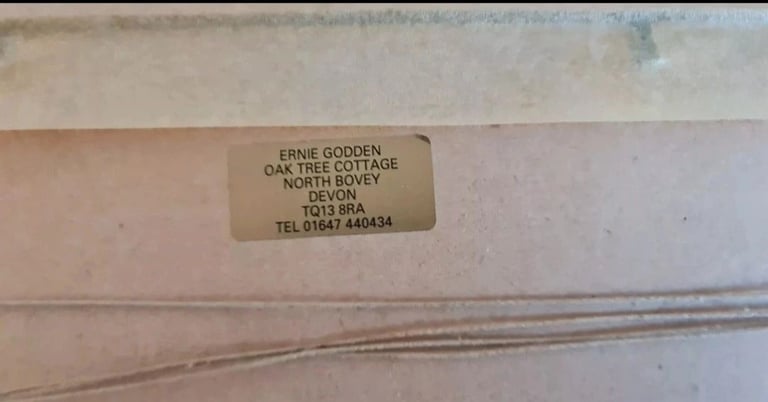 ERNIE GODDEN
OAK TREE COTTAGE
NORTH BOVEY
DEVON
TQ13 8RA
TEL 01647 440434